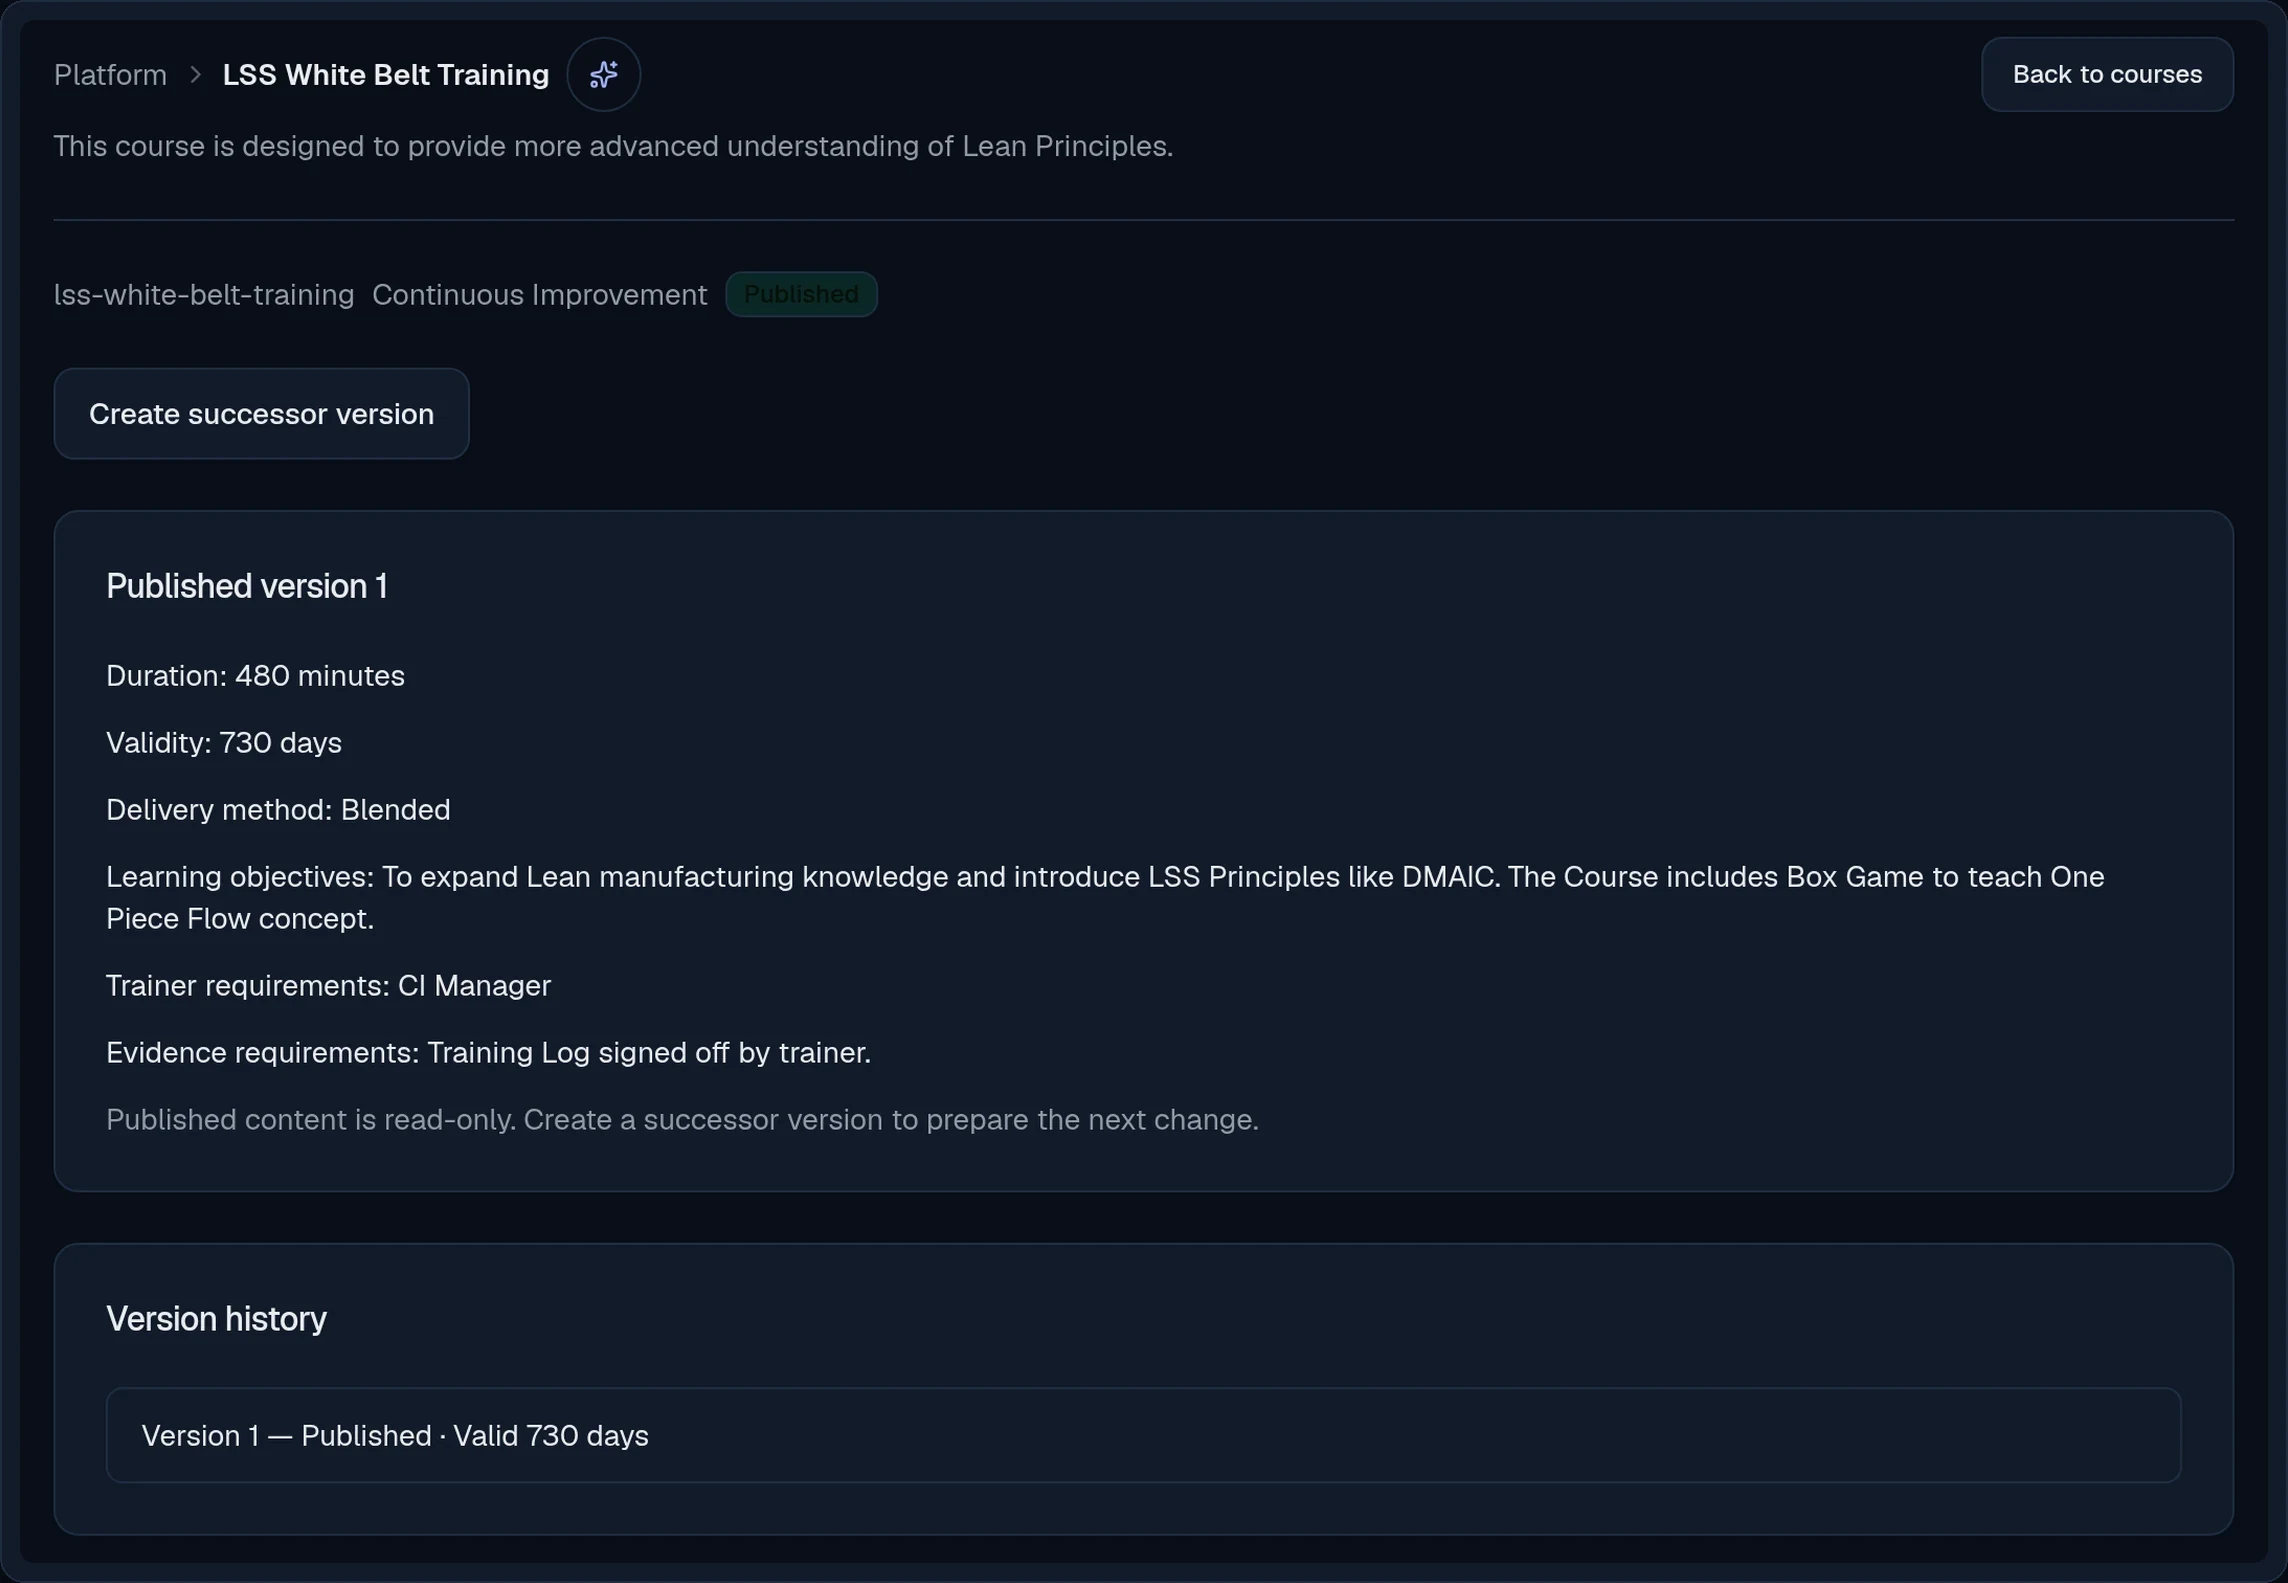 Platform > LSS White Belt Training
Back to courses
This course is designed to provide more advanced understanding of Lean Principles.
lss-white-belt-training Continuous Improvement Published
Create successor version
Published version 1
Duration: 480 minutes
Validity: 730 days
Delivery method: Blended
Learning objectives: To expand Lean manufacturing knowledge and introduce LSS Principles like DMAIC. The Course includes Box Game to teach One
Piece Flow concept.
Trainer requirements: CI Manager
Evidence requirements: Training Log signed off by trainer.
Published content is read-only. Create a successor version to prepare the next change.
Version history
Version 1 — Published · Valid 730 days